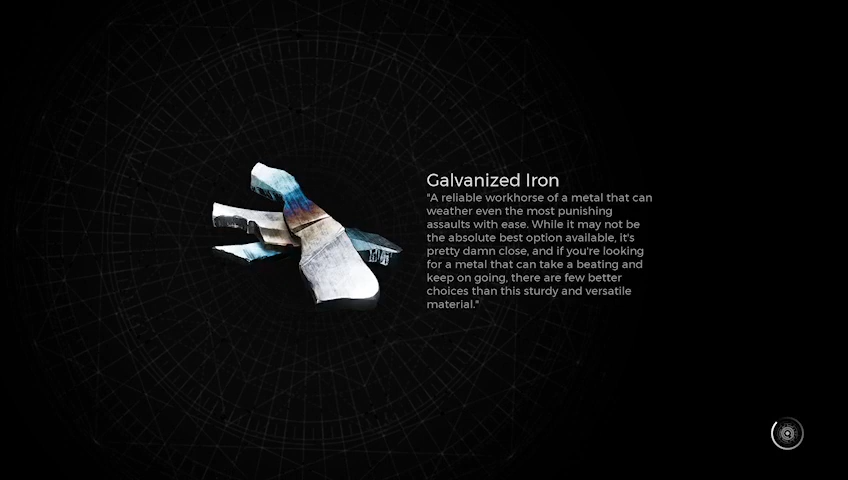 Galvanized Iron
"A reliable workhorse of a metal that can
weather even the most punishing
assaults with ease. While it may not be
the absolute best option available, it's
pretty damn close, and if you're looking
for a metal that can take a beating and
keep on going, there are few better
choices than this sturdy and versatile
material."